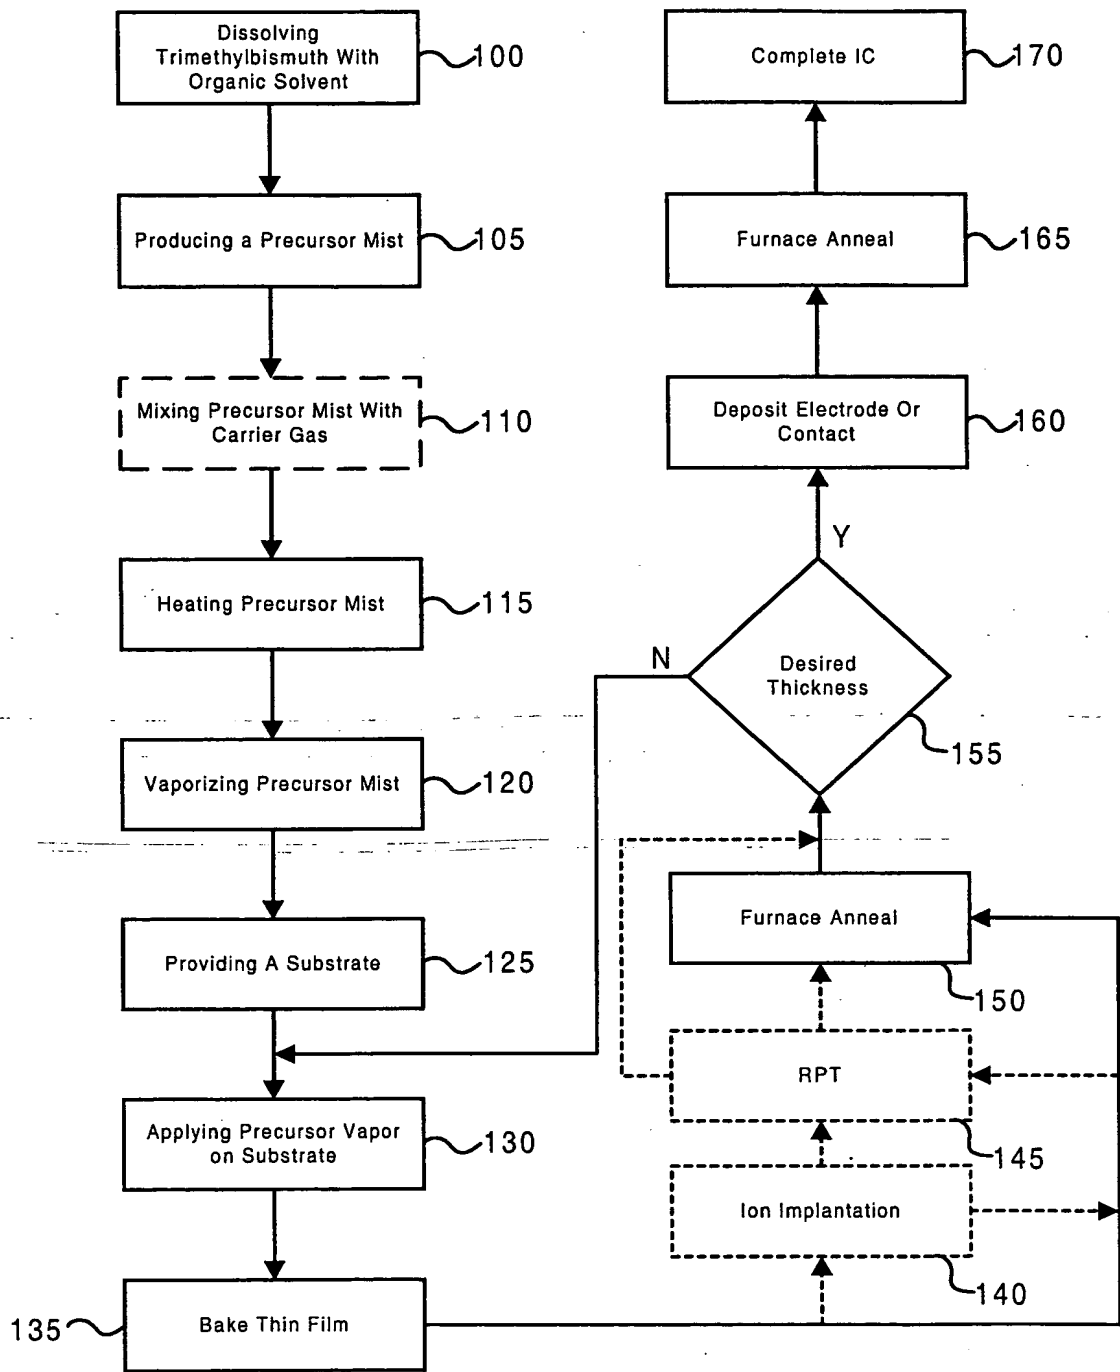 Dissolving
Trimethylbismuth With
Organic Solvent
100
Producing a Precursor Mist
105
Mixing Precursor Mist With
Carrier Gas
110
Heating Precursor Mist
115
Vaporizing Precursor Mist
120
Providing A Substrate
125
Applying Precursor Vapor
on Substrate
130
Bake Thin Film
135
Complete IC
170
Furnace Anneal
165
Deposit Electrode Or
Contact
160
Y
N
Desired
Thickness
155
Furnace Anneal
150
RPT
145
Ion Implantation
140